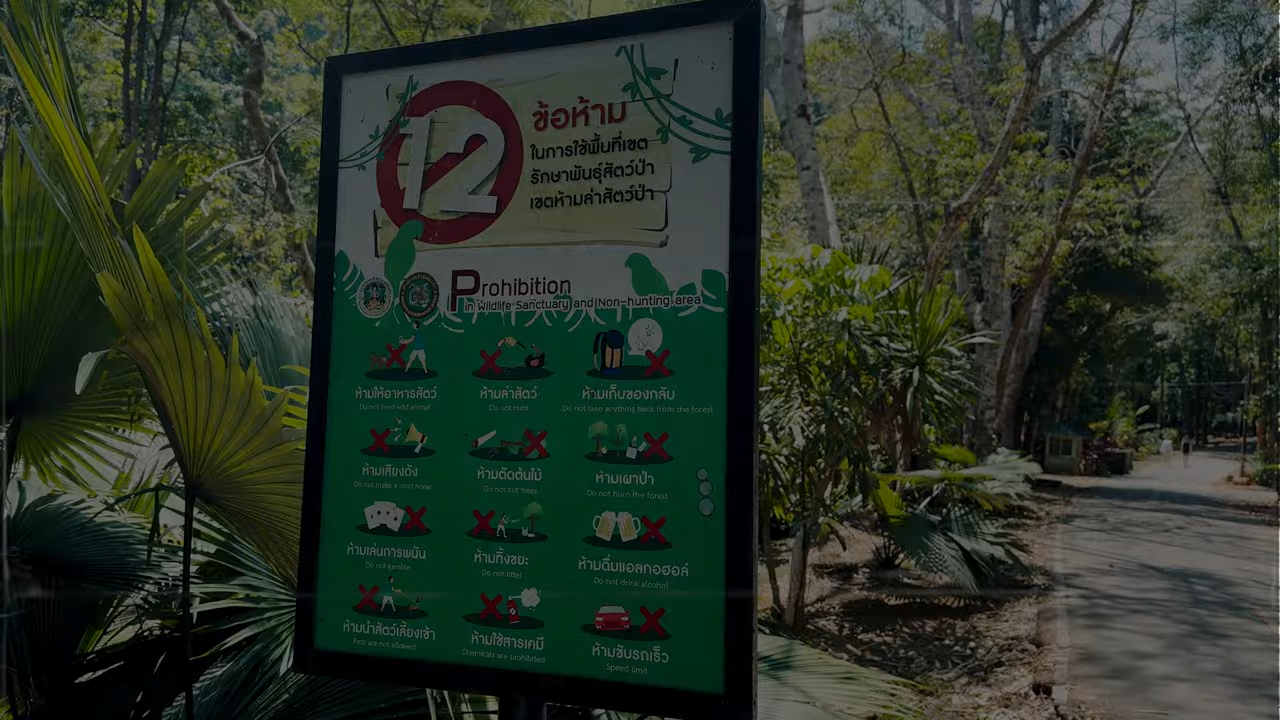 12
ข้อห้าม
ในการใช้พื้นที่เขต
รักษาพันธุ์สัตว์ป่า
เขตห้ามล่าสัตว์ป่า
Prohibition
in Wildlife Sanctuary and Non-hunting area
ห้ามให้อาหารสัตว์
Do not feed wild animal
ห้ามล่าสัตว์
Do not hunt
ห้ามเก็บของกลับ
Do not take anything back from the forest
ห้ามเสียงดัง
Do not make a loud noise
ห้ามตัดต้นไม้
Do not cut trees
ห้ามเผาป่า
Do not burn the forest
ห้ามเล่นการพนัน
Do not gamble
ห้ามทิ้งขยะ
Do not litter
ห้ามดื่มแอลกอฮอล์
Do not drink alcohol
ห้ามนำสัตว์เลี้ยงเข้า
Pets are not allowed
ห้ามใช้สารเคมี
Chemicals are prohibited
ห้ามขับรถเร็ว
Speed limit